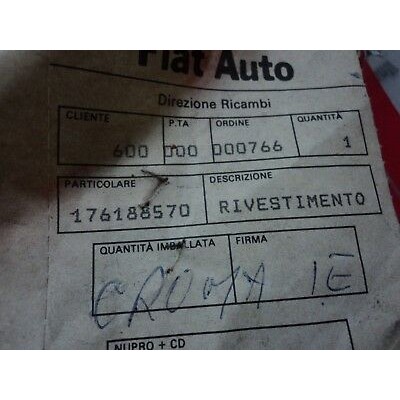 Fiat Auto
Direzione Ricambi
CLIENTE P.TA ORDINE QUANTITÀ
600 000 000766 1
PARTICOLARE DESCRIZIONE
176188570 RIVESTIMENTO
QUANTITÀ IMBALLATA FIRMA
CROMA IE
NUPRO + CD